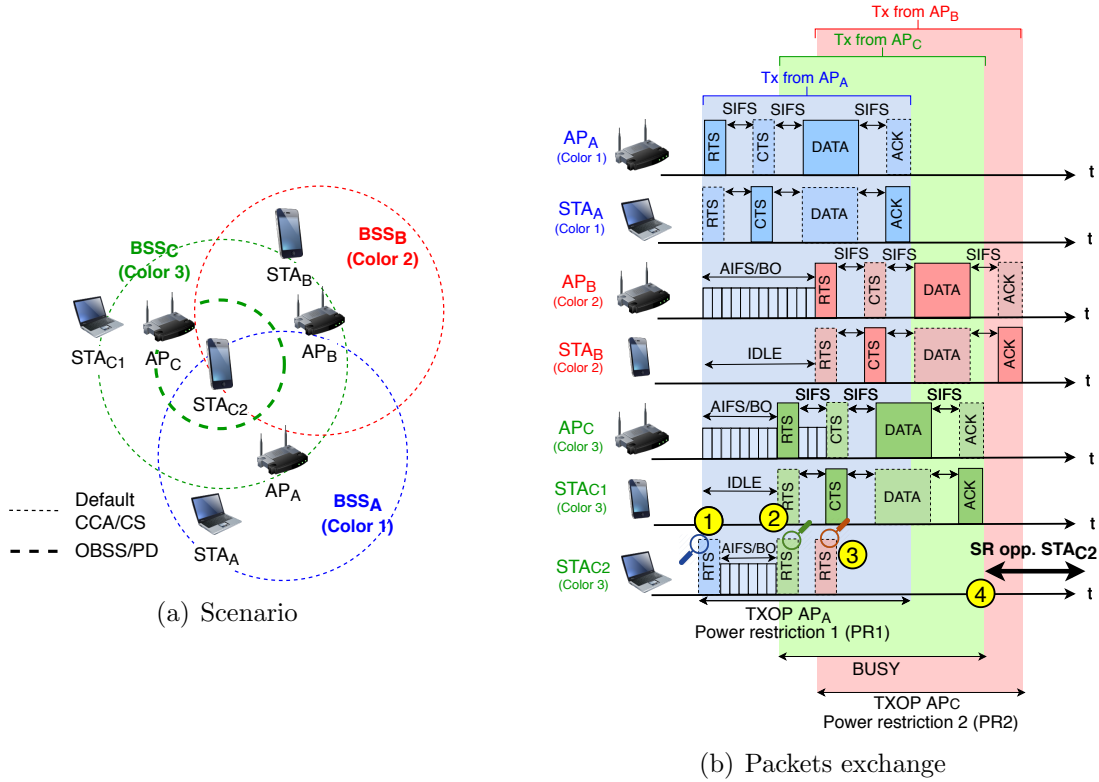 BSSC
(Color 3)
BSSB
(Color 2)
STAB
STAC1
APC
APB
STAC2
APA
BSSA
(Color 1)
STAA
Default
CCA/CS
OBSS/PD
(a) Scenario
Tx from APB
Tx from APC
Tx from APA
SIFS SIFS SIFS
APA
(Color 1)
RTS CTS DATA ACK
t
STAA
(Color 1)
RTS CTS DATA ACK
t
SIFS SIFS SIFS
APB
(Color 2)
AIFS/BO
RTS CTS DATA ACK
t
STAB
(Color 2)
IDLE
RTS CTS DATA ACK
t
SIFS SIFS SIFS
APC
(Color 3)
AIFS/BO
RTS CTS DATA ACK
t
STAC1
(Color 3)
IDLE
RTS CTS DATA ACK
t
1 2 3
STAC2
(Color 3)
RTS AIFS/BO RTS RTS
SR opp. STAC2
4
t
TXOP APA
Power restriction 1 (PR1)
BUSY
TXOP APC
Power restriction 2 (PR2)
(b) Packets exchange